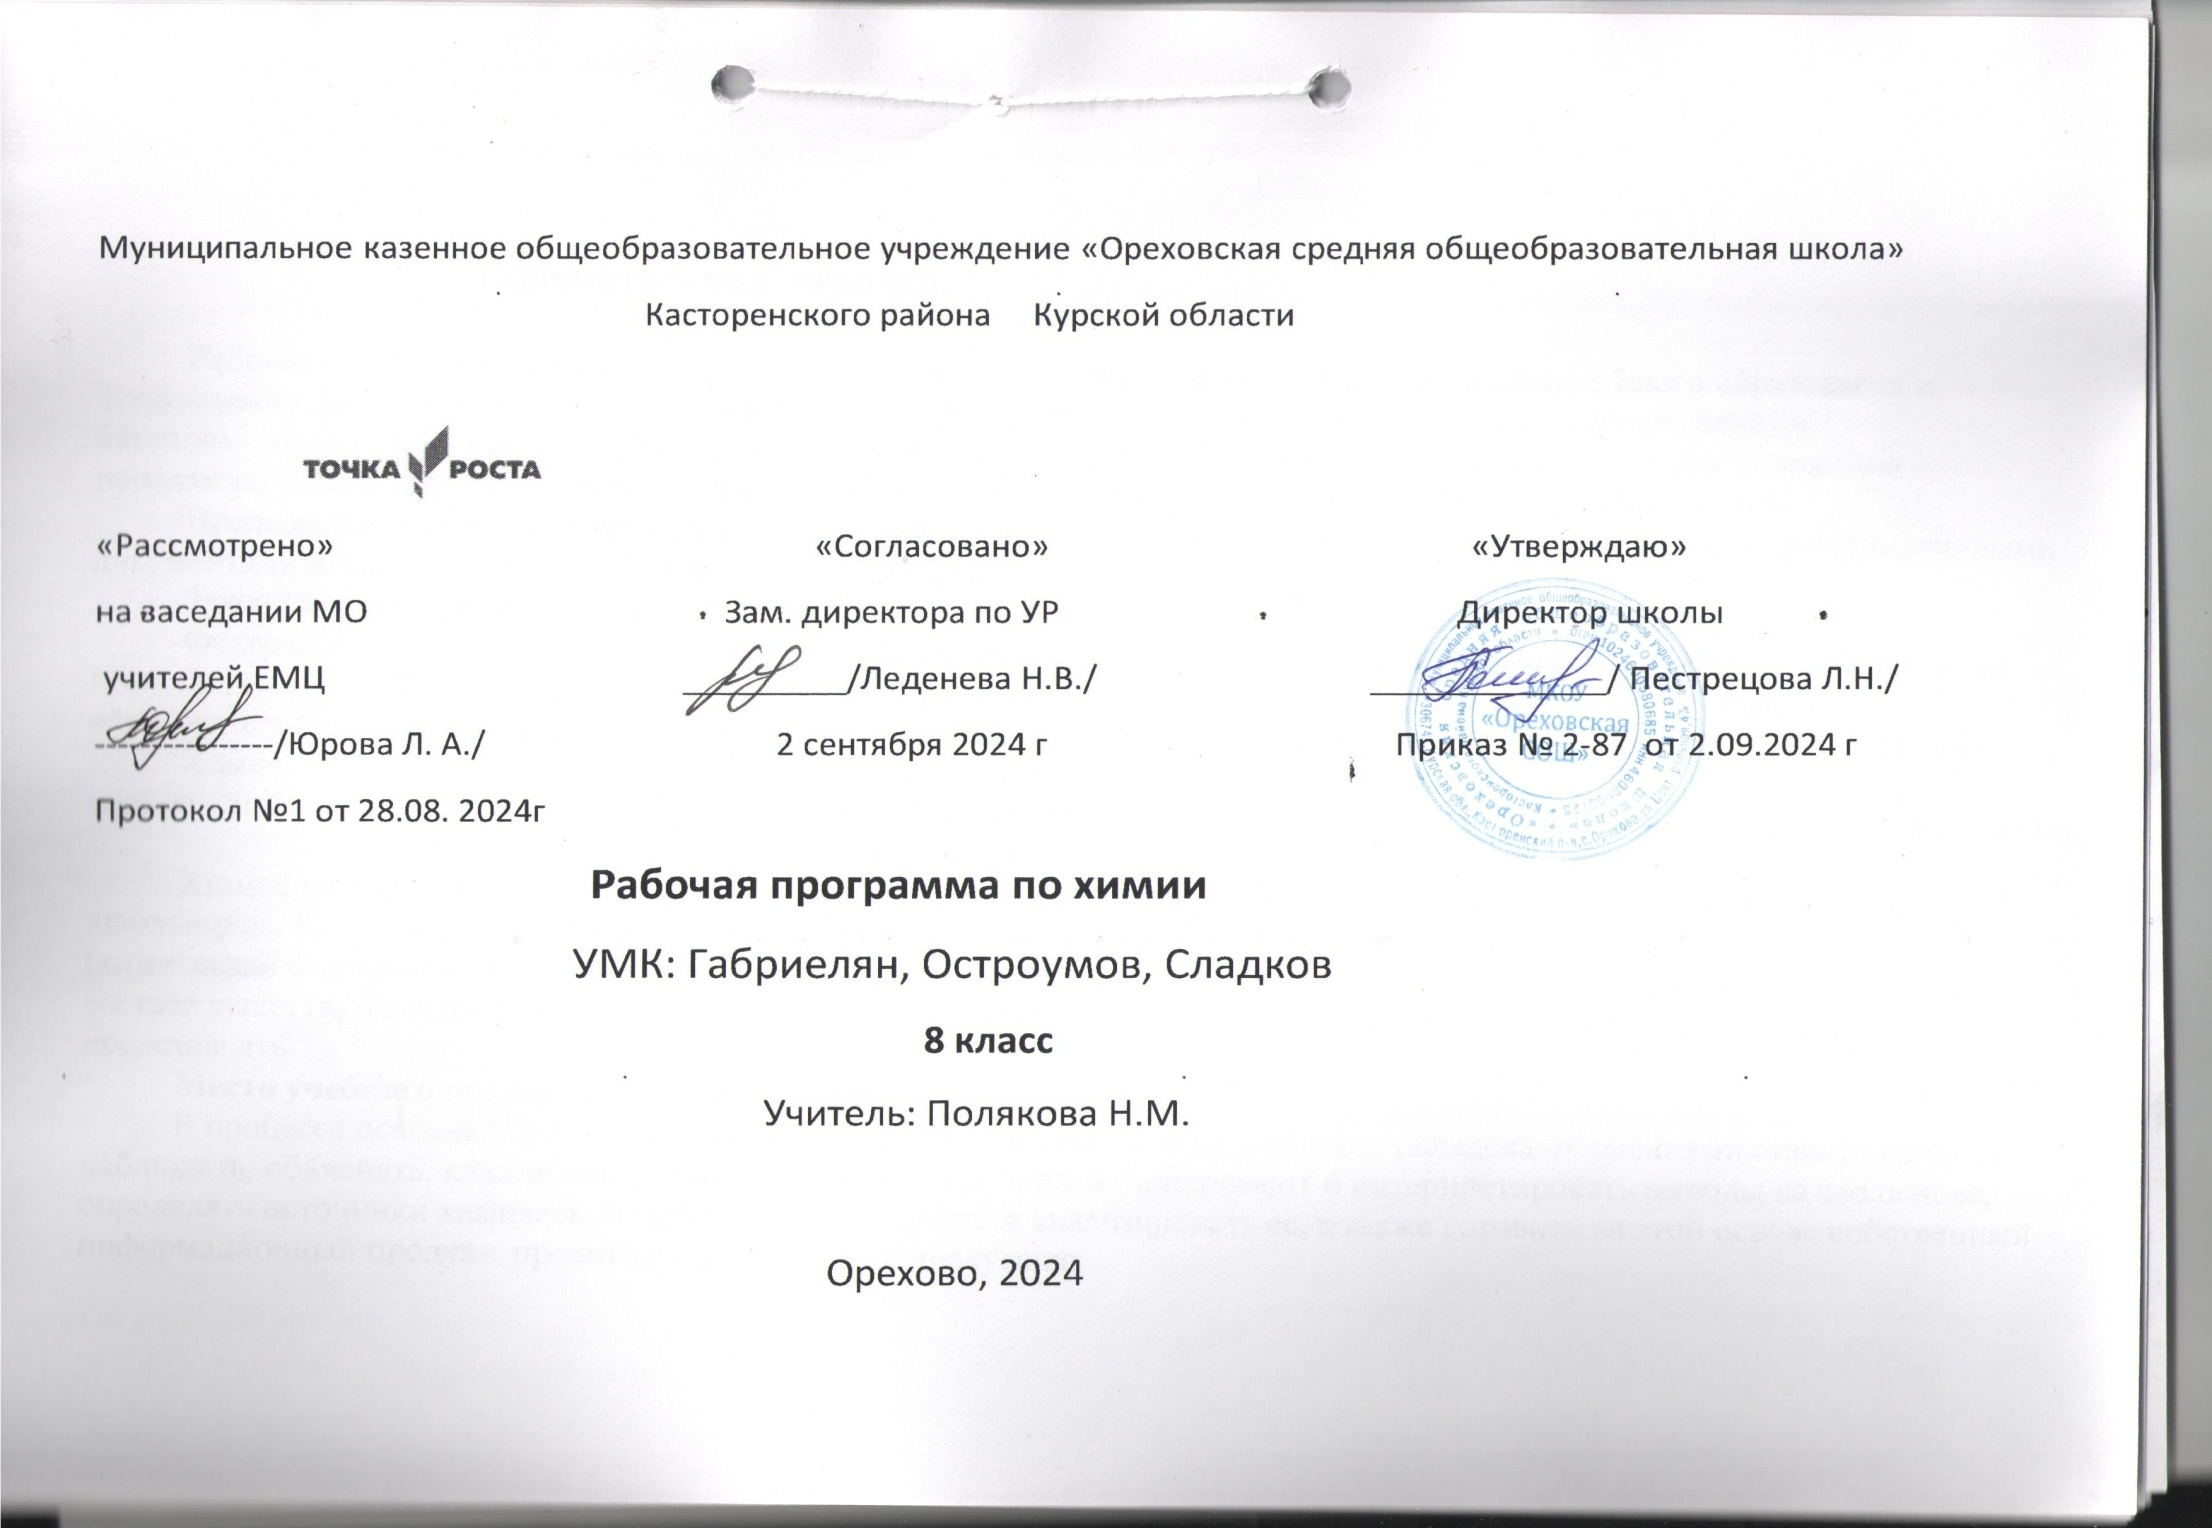 Муниципальное казенное общеобразовательное учреждение «Ореховская средняя общеобразовательная школа»
Касторенского района Курской области
ТОЧКА РОСТА
«Рассмотрено» «Согласовано» «Утверждаю»
на васедании МО Зам. директора по УР Директор школы
учителей ЕМЦ /Леденева Н.В./ / Пестрецова Л.Н./
/Юрова Л. А./ 2 сентября 2024 г Приказ № 2-87 от 2.09.2024 г
МКОУ
«Ореховская
СОШ»
Протокол №1 от 28.08. 2024г
Рабочая программа по химии
УМК: Габриелян, Остроумов, Сладков
8 класс
Учитель: Полякова Н.М.
Орехово, 2024